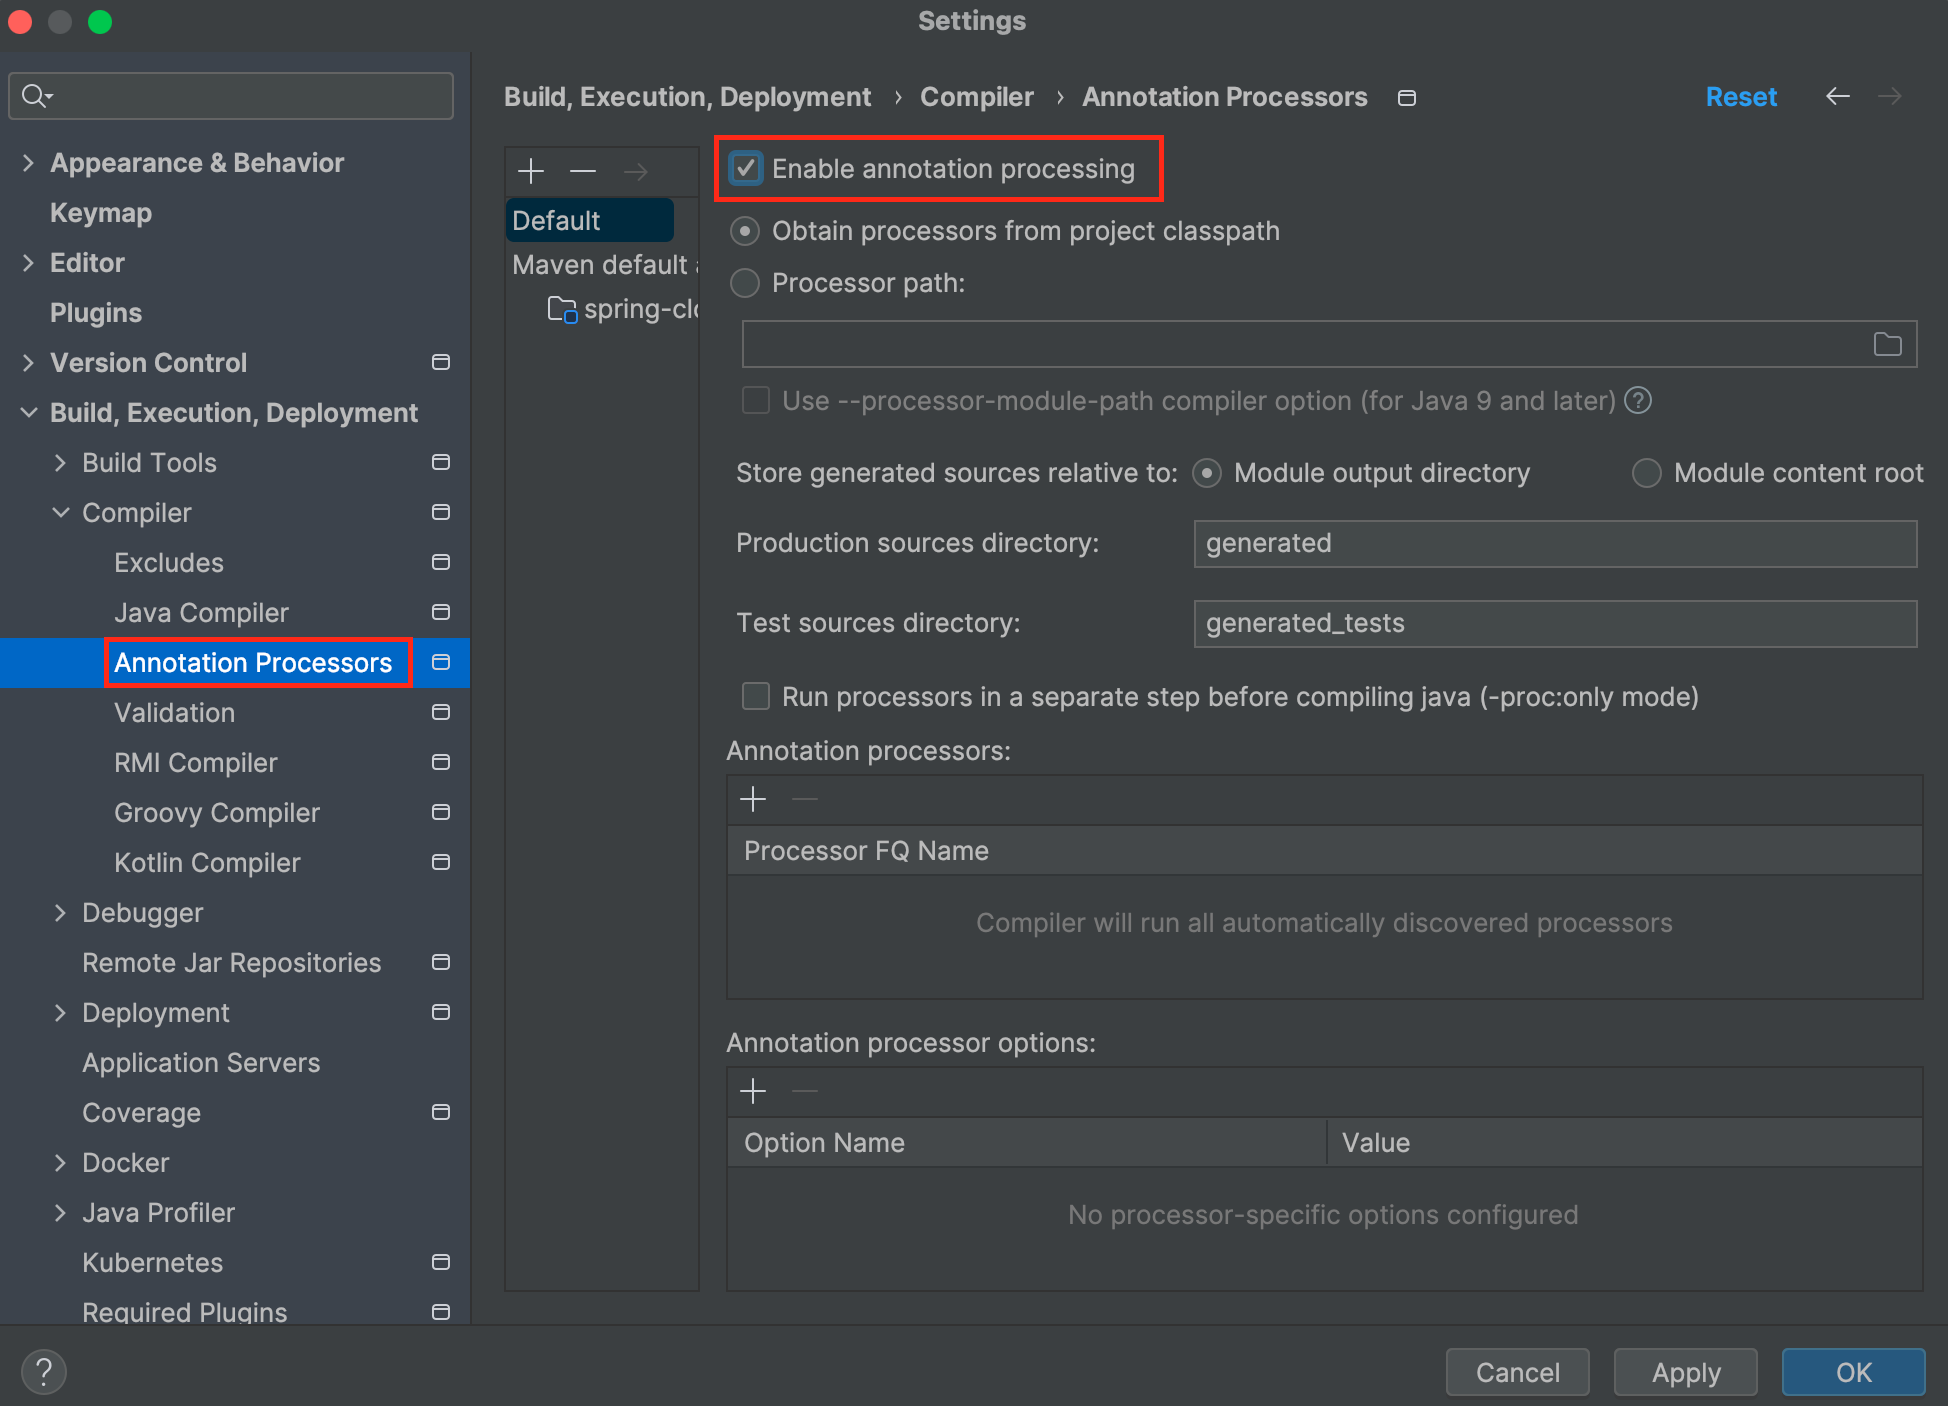 Settings
Build, Execution, Deployment › Compiler › Annotation Processors
Reset
Appearance & Behavior
Keymap
Editor
Plugins
Version Control
Build, Execution, Deployment
Build Tools
Compiler
Excludes
Java Compiler
Annotation Processors
Validation
RMI Compiler
Groovy Compiler
Kotlin Compiler
Debugger
Remote Jar Repositories
Deployment
Application Servers
Coverage
Docker
Java Profiler
Kubernetes
Required Plugins
Default
Maven default
spring-clo
Enable annotation processing
Obtain processors from project classpath
Processor path:
Use --processor-module-path compiler option (for Java 9 and later)
Store generated sources relative to: Module output directory Module content root
Production sources directory: generated
Test sources directory: generated_tests
Run processors in a separate step before compiling java (-proc:only mode)
Annotation processors:
Processor FQ Name
Compiler will run all automatically discovered processors
Annotation processor options:
Option Name Value
No processor-specific options configured
? Cancel Apply OK